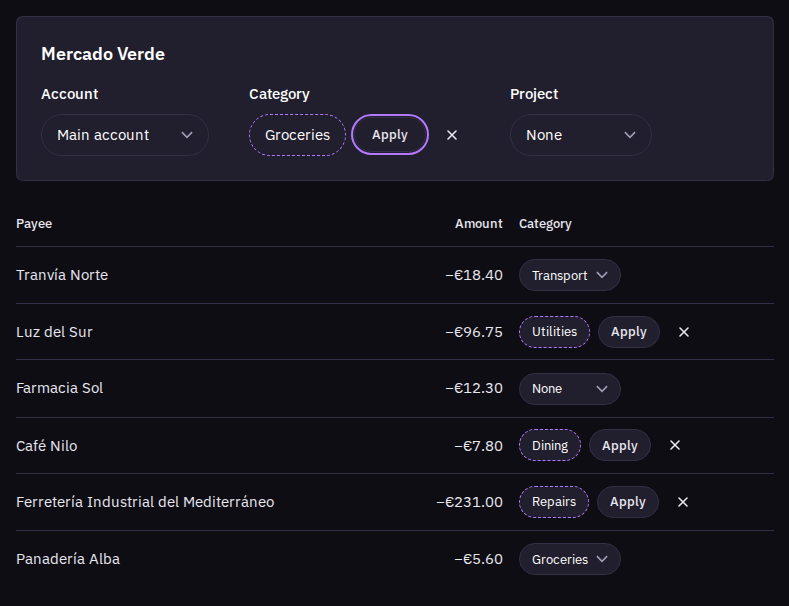 Mercado Verde
Account Category Project
Main account Groceries Apply None
Payee Amount Category
Tranvía Norte −€18.40 Transport
Luz del Sur −€96.75 Utilities Apply
Farmacia Sol −€12.30 None
Café Nilo −€7.80 Dining Apply
Ferretería Industrial del Mediterráneo −€231.00 Repairs Apply
Panadería Alba −€5.60 Groceries